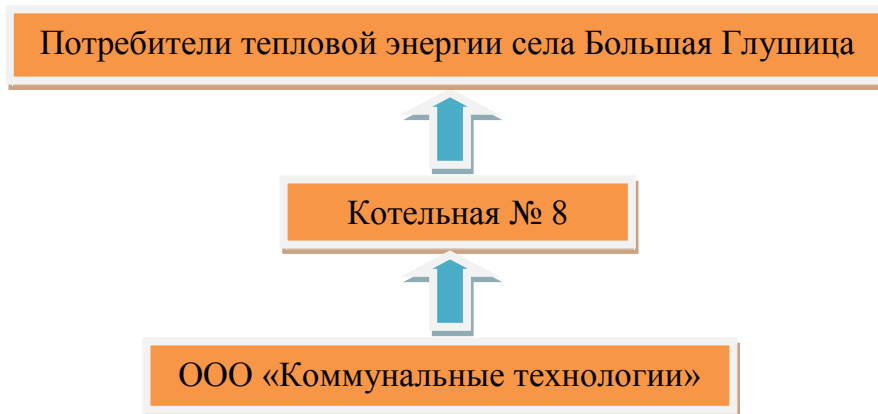 Потребители тепловой энергии села Большая Глушица
Котельная № 8
ООО «Коммунальные технологии»